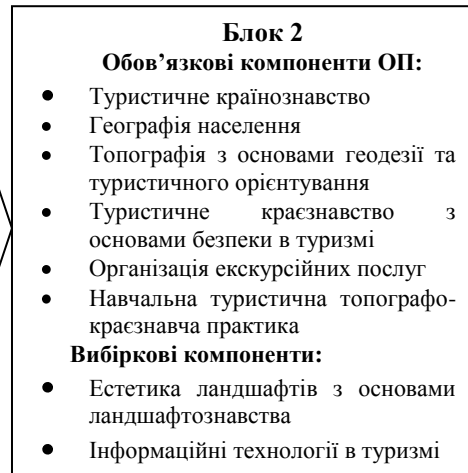 Блок 2
Обов’язкові компоненти ОП:
• Туристичне країнознавство
• Географія населення
• Топографія з основами геодезії та
туристичного орієнтування
• Туристичне краєзнавство з
основами безпеки в туризмі
• Організація екскурсійних послуг
• Навчальна туристична топографо-
краєзнавча практика
Вибіркові компоненти:
• Естетика ландшафтів з основами
ландшафтознавства
• Інформаційні технології в туризмі